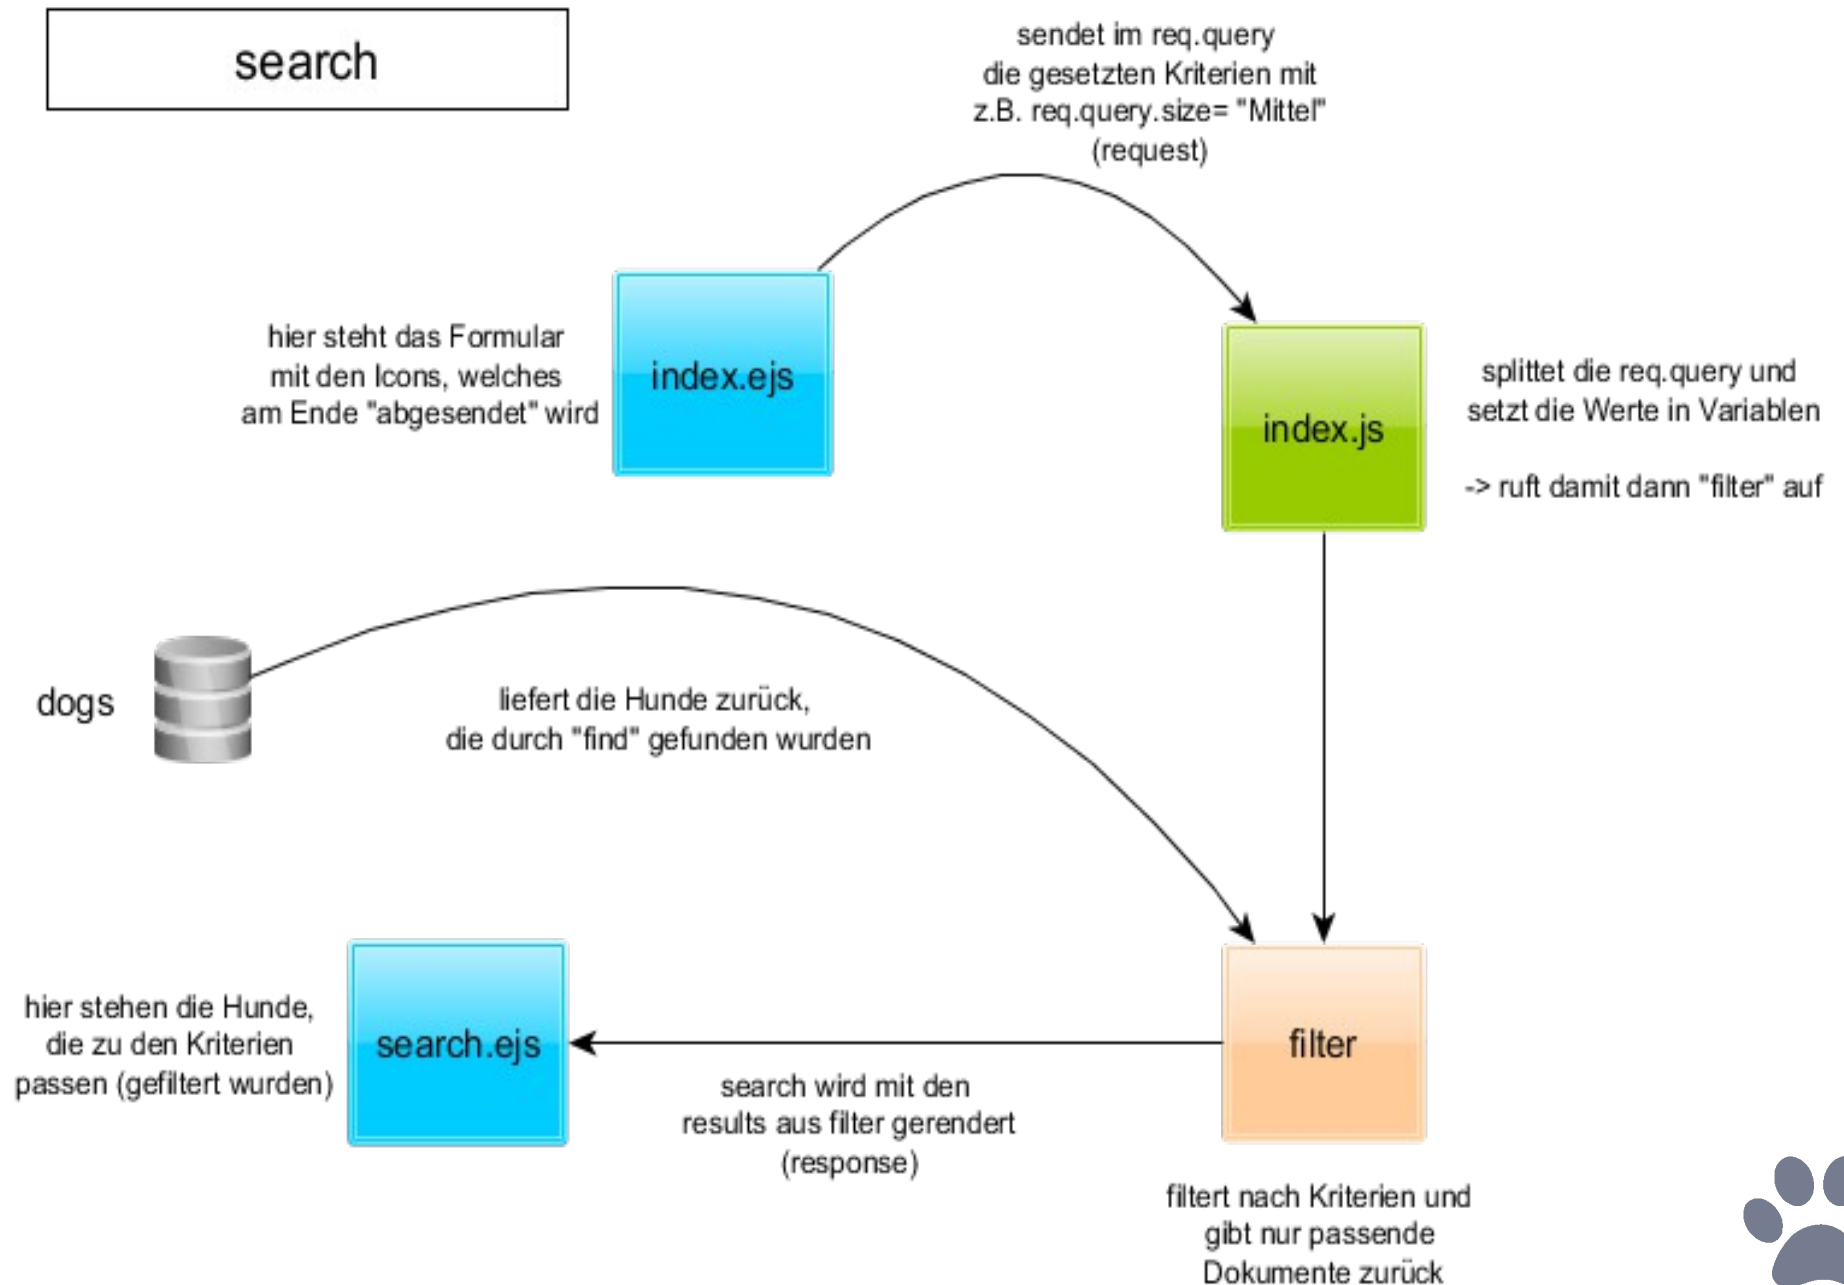 search
sendet im req.query
die gesetzten Kriterien mit
z.B. req.query.size= "Mittel"
(request)
hier steht das Formular
mit den Icons, welches
am Ende "abgesendet" wird
index.ejs
index.js
splittet die req.query und
setzt die Werte in Variablen
-> ruft damit dann "filter" auf
dogs
liefert die Hunde zurück,
die durch "find" gefunden wurden
hier stehen die Hunde,
die zu den Kriterien
passen (gefiltert wurden)
search.ejs
search wird mit den
results aus filter gerendert
(response)
filter
filtert nach Kriterien und
gibt nur passende
Dokumente zurück